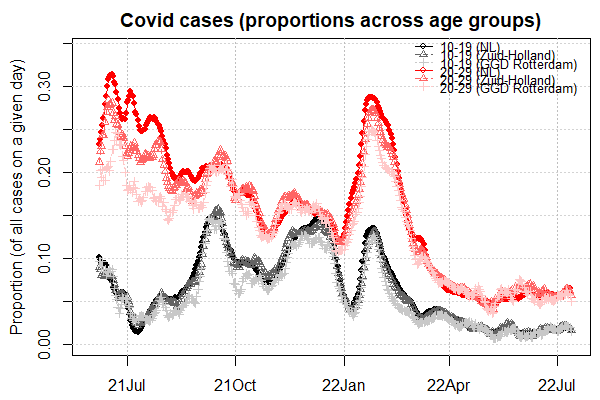 Covid cases (proportions across age groups)
10-19 (NL)
10-19 (Zuid-Holland)
10-19 (GGD Rotterdam)
20-29 (NL)
20-29 (Zuid-Holland)
20-29 (GGD Rotterdam)
Proportion (of all cases on a given day)
0.30
0.20
0.10
0.00
21Jul 21Oct 22Jan 22Apr 22Jul